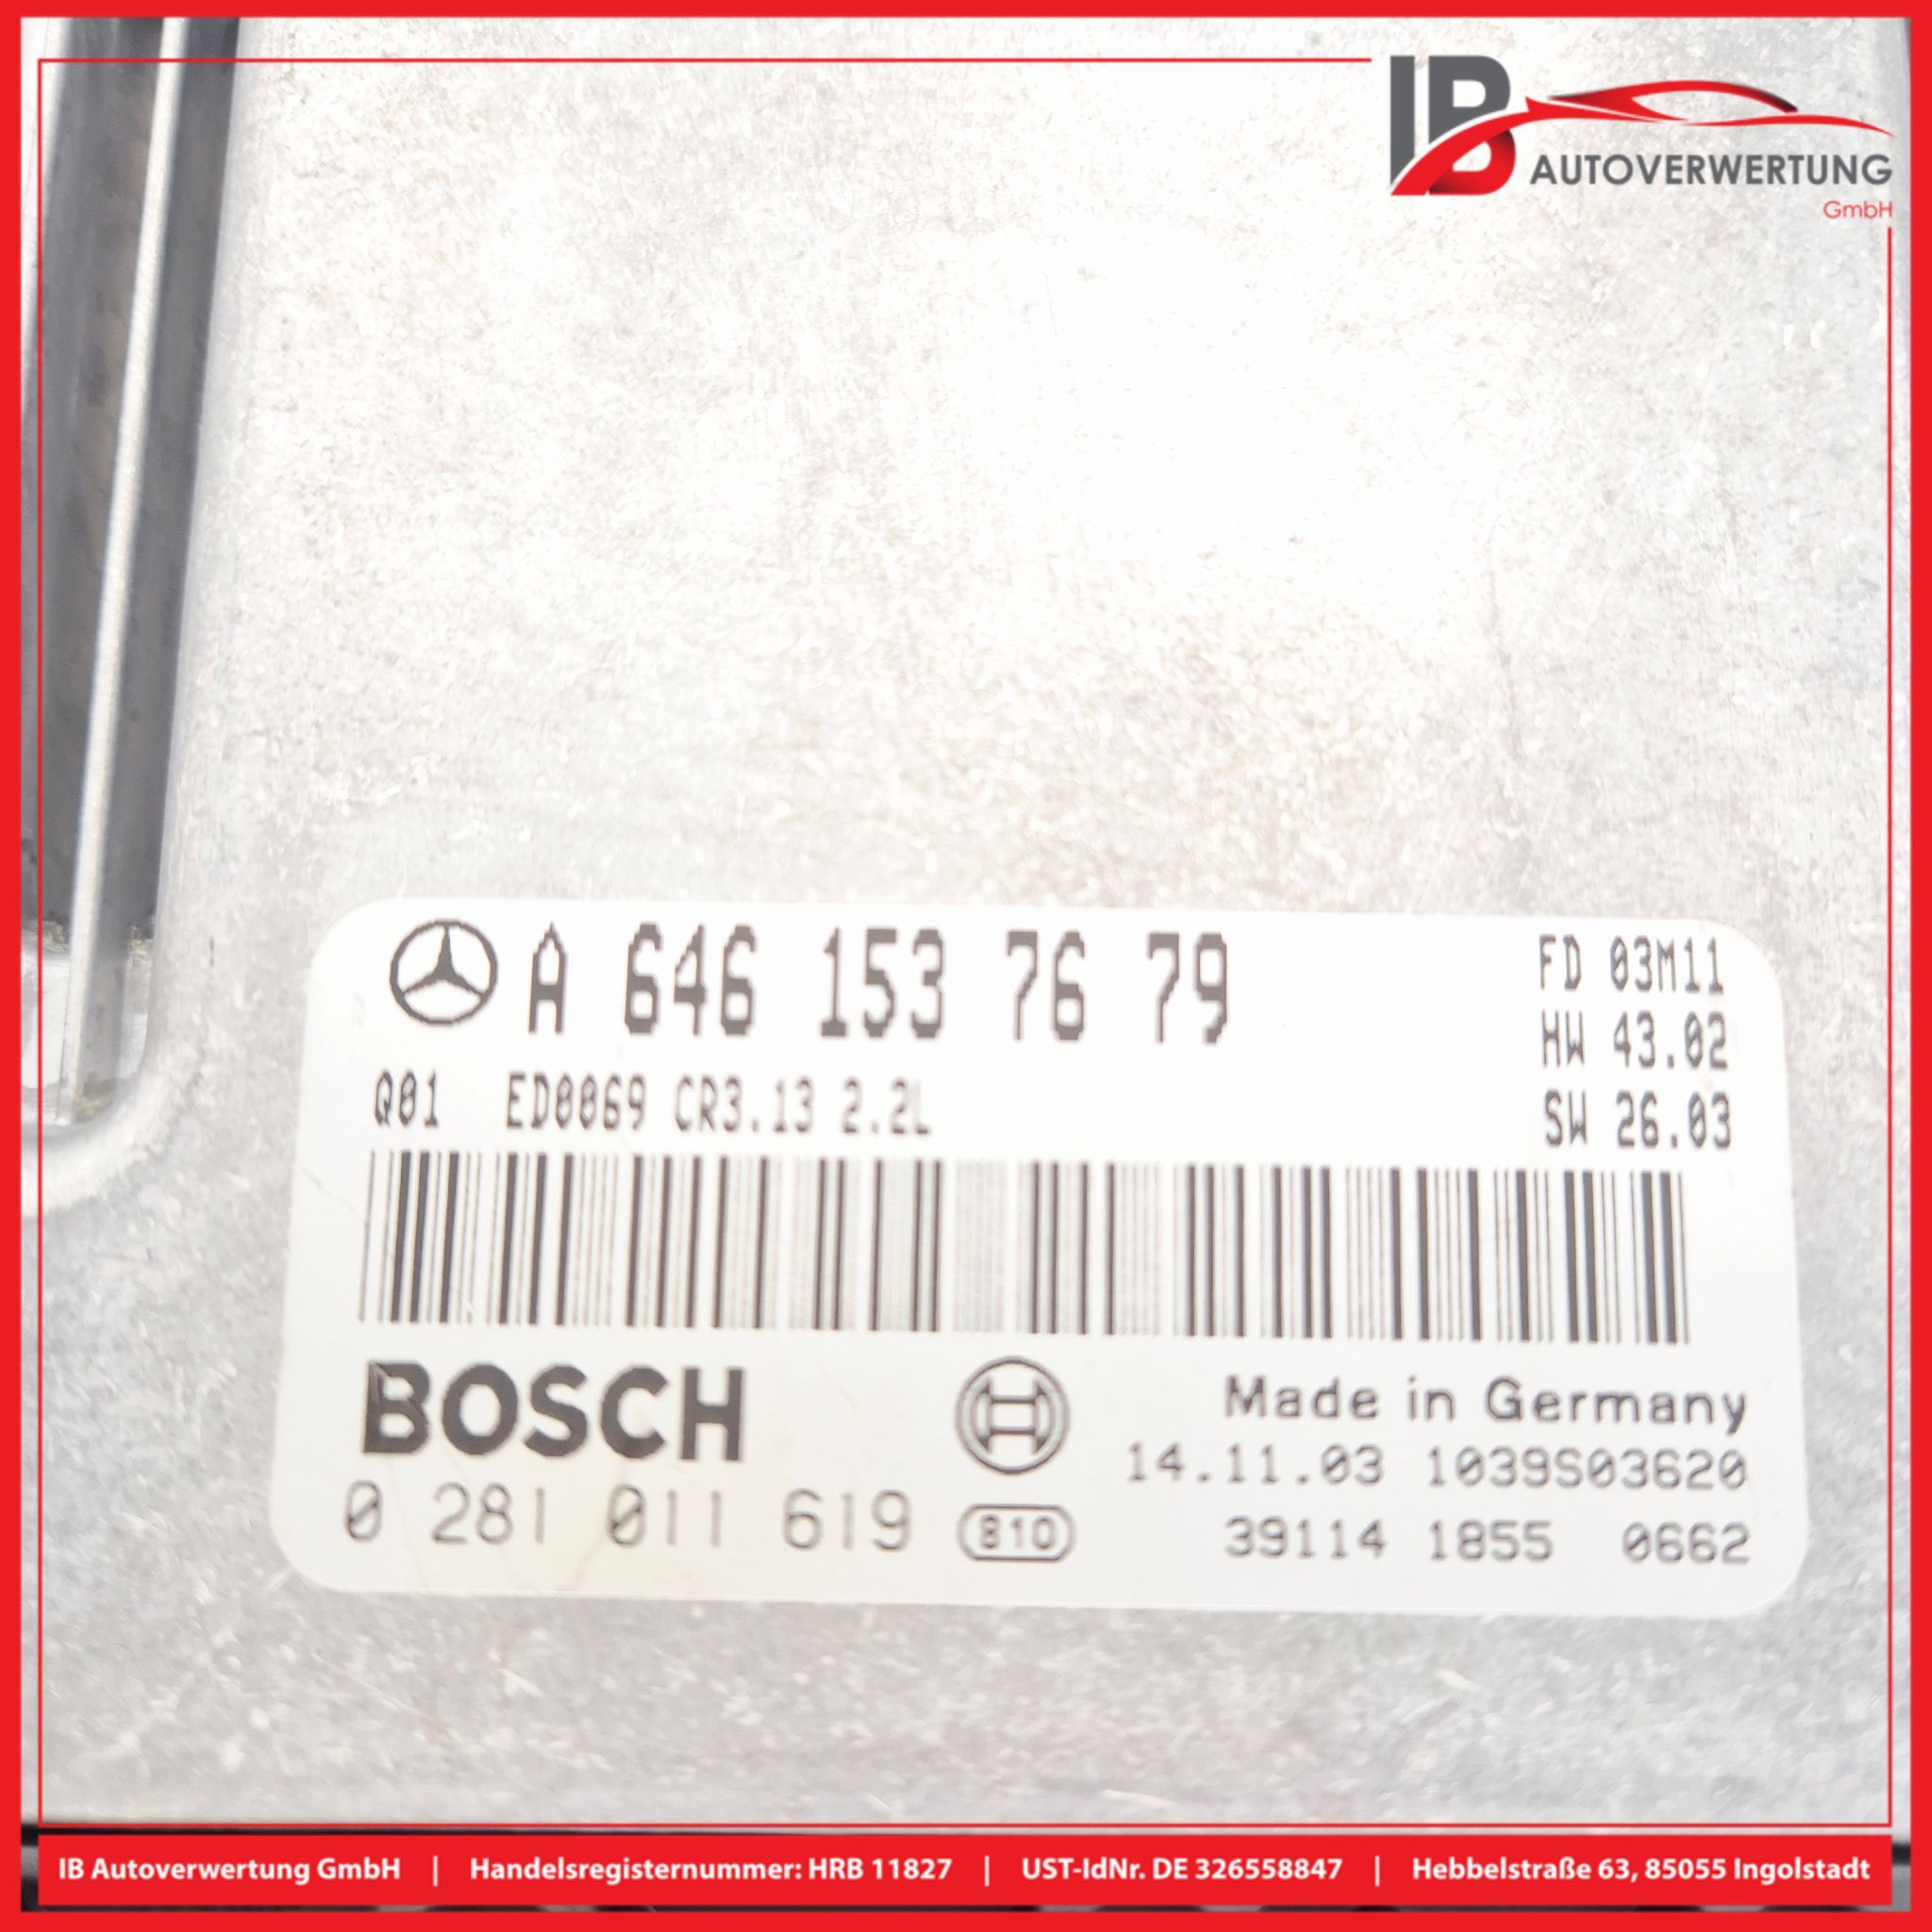 IB
AUTOVERWERTUNG
GmbH
A 646 153 76 79
FD 03M11
HW 43.02
Q01 ED0069 CR3.13 2.2L
SW 26.03
BOSCH
Made in Germany
14.11.03 1039S03620
0 281 011 619
810
39114 1855 0662
IB Autoverwertung GmbH | Handelsregisternummer: HRB 11827 | UST-IdNr. DE 326558847 | Hebbelstraße 63, 85055 Ingolstadt